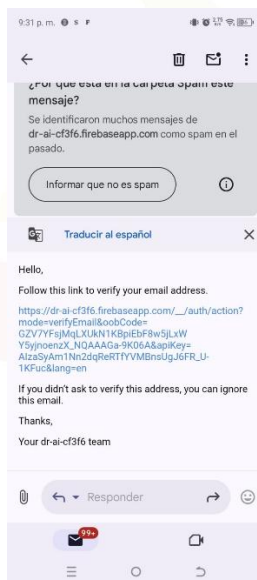 9:31 p. m.
¿Por qué está en la carpeta Spam este
mensaje?
Se identificaron muchos mensajes de
dr-ai-cf3f6.firebaseapp.com como spam en el
pasado.
Informar que no es spam
Traducir al español
Hello,
Follow this link to verify your email address.
https://dr-ai-cf3f6.firebaseapp.com/__/auth/action?
mode=verifyEmail&oobCode=
GZV7YFsjMqLXUkN1KBpiEbF8w5jLxW
Y5yjnoenzX_NQAAAGa-9K06A&apiKey=
AIzaSyAm1Nn2dqReRTfYVMBnsUgJ6FR_U-
1KFuc&lang=en
If you didn't ask to verify this address, you can ignore
this email.
Thanks,
Your dr-ai-cf3f6 team
Responder
99+